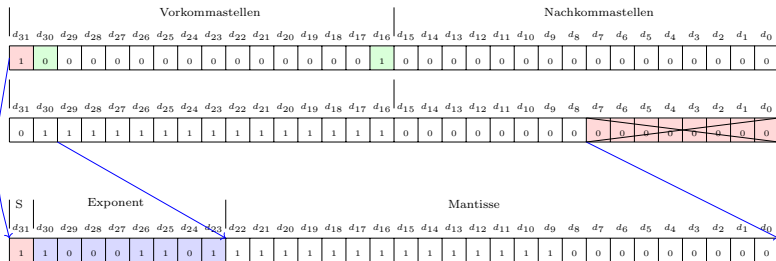 Vorkommastellen Nachkommastellen
d31 d30 d29 d28 d27 d26 d25 d24 d23 d22 d21 d20 d19 d18 d17 d16 d15 d14 d13 d12 d11 d10 d9 d8 d7 d6 d5 d4 d3 d2 d1 d0
1 0 0 0 0 0 0 0 0 0 0 0 0 0 0 1 0 0 0 0 0 0 0 0 0 0 0 0 0 0 0 0
d31 d30 d29 d28 d27 d26 d25 d24 d23 d22 d21 d20 d19 d18 d17 d16 d15 d14 d13 d12 d11 d10 d9 d8 d7 d6 d5 d4 d3 d2 d1 d0
0 1 1 1 1 1 1 1 1 1 1 1 1 1 1 1 0 0 0 0 0 0 0 0 0 0 0 0 0 0 0 0
S Exponent Mantisse
d31 d30 d29 d28 d27 d26 d25 d24 d23 d22 d21 d20 d19 d18 d17 d16 d15 d14 d13 d12 d11 d10 d9 d8 d7 d6 d5 d4 d3 d2 d1 d0
1 1 0 0 0 1 1 0 1 1 1 1 1 1 1 1 1 1 1 1 1 1 1 0 0 0 0 0 0 0 0 0